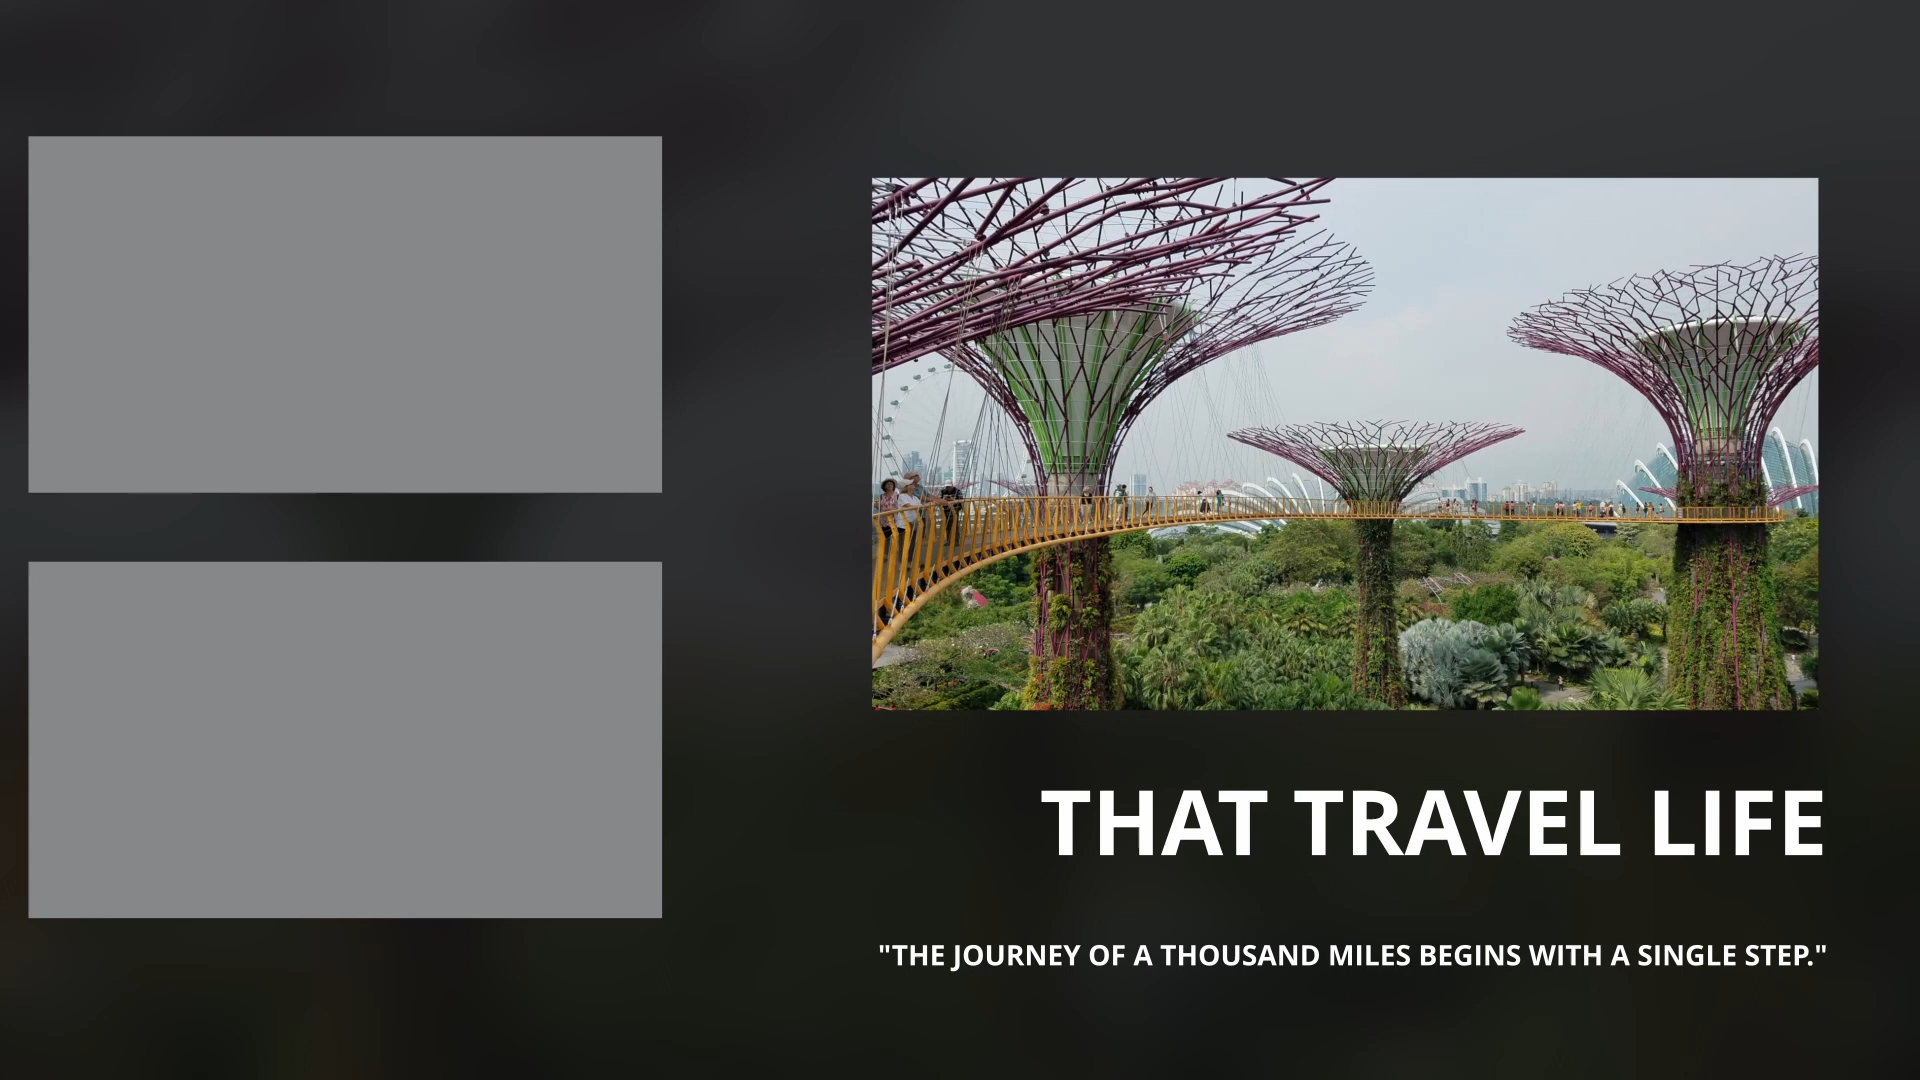 THAT TRAVEL LIFE
"THE JOURNEY OF A THOUSAND MILES BEGINS WITH A SINGLE STEP."